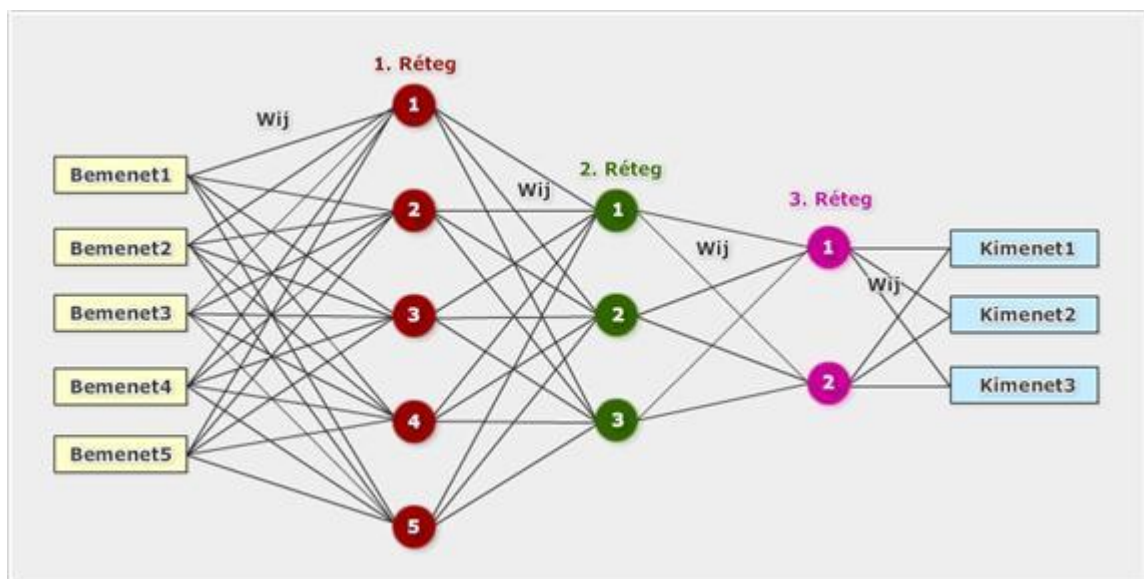 1. Réteg
1
Wij
Bemenet1
Bemenet2
Bemenet3
Bemenet4
Bemenet5
2
3
4
5
2. Réteg
Wij
1
2
3
3. Réteg
Wij
1
2
Wij
Kimenet1
Kimenet2
Kimenet3